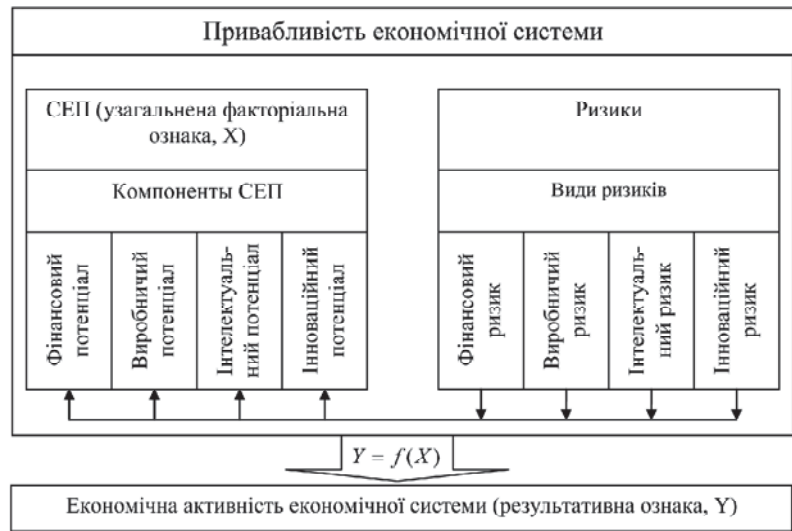 Привабливість економічної системи
СЕП (узагальнена факторіальна
ознака, X)
Компоненты СЕП
Фінансовий
потенціал
Виробничий
потенціал
Інтелектуаль-
ний потенціал
Інноваційний
потенціал
Ризики
Види ризиків
Фінансовий
ризик
Виробничий
ризик
Інтелектуаль-
ний ризик
Інноваційний
ризик
Y = f(X)
Економічна активність економічної системи (результативна ознака, Y)